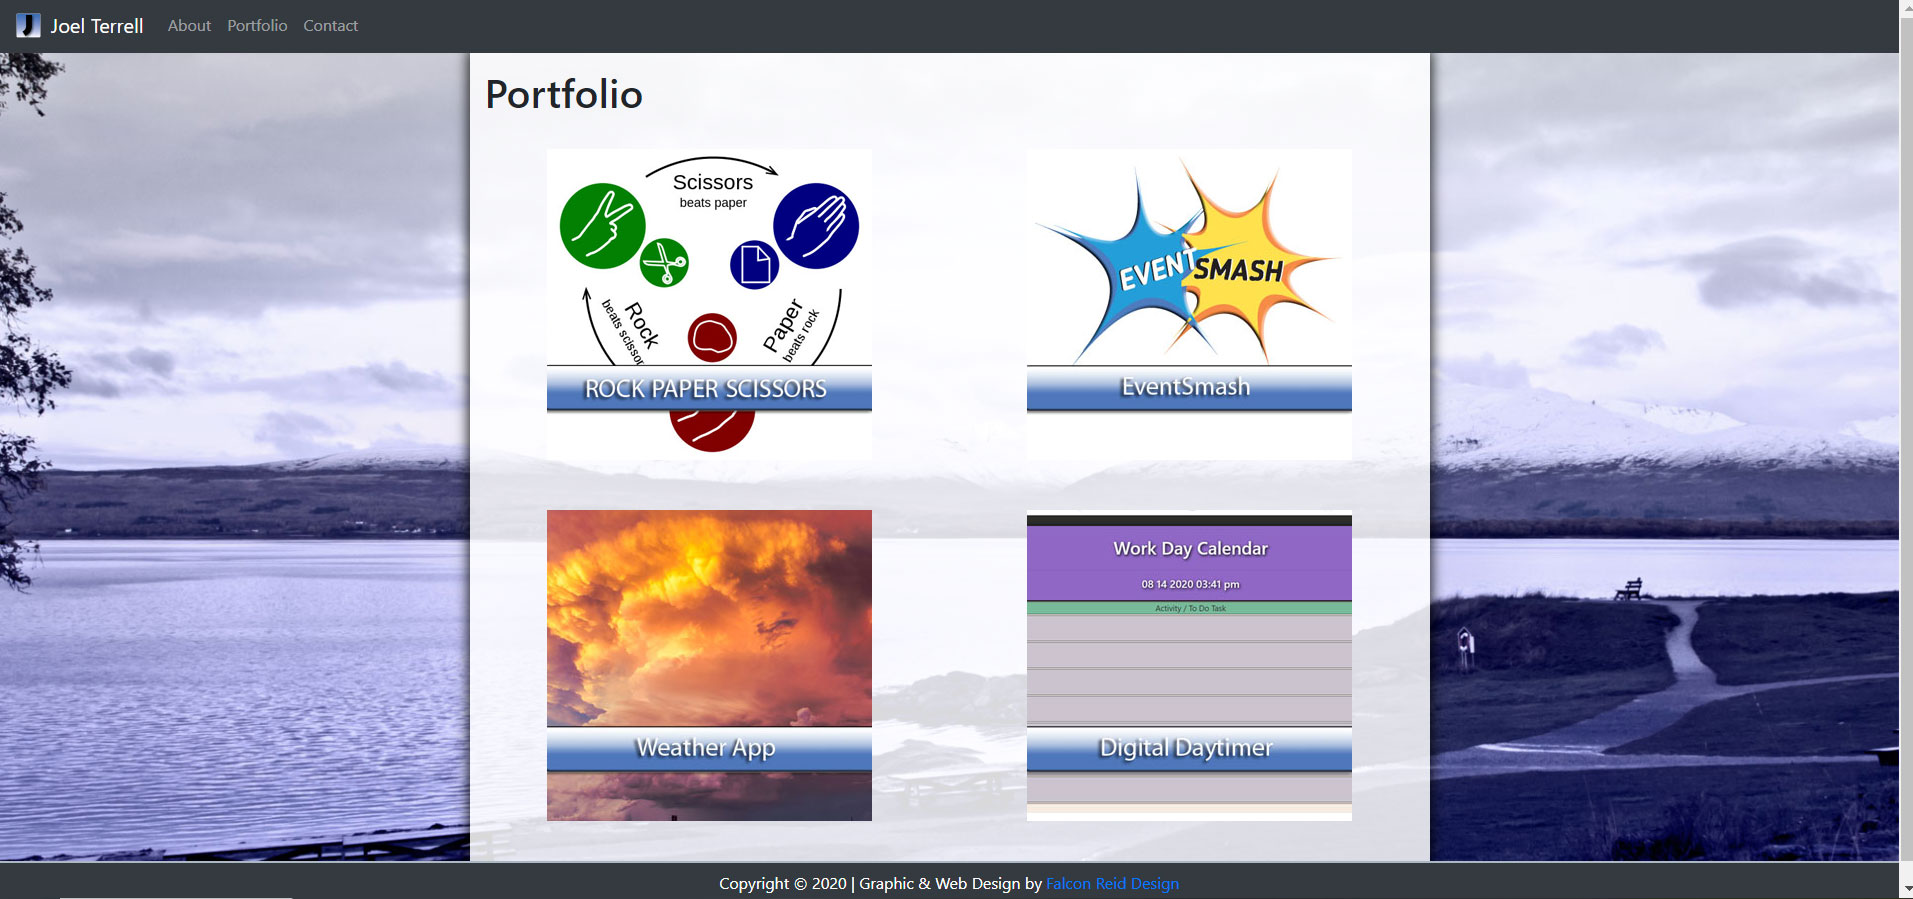 J Joel Terrell About Portfolio Contact
Portfolio
Scissors
beats paper
Rock
beats scissor
Paper
beats rock
ROCK PAPER SCISSORS
EVENT SMASH
EventSmash
Weather App
Work Day Calendar
08 14 2020 03:41 pm
Activity / To Do Task
Digital Daytimer
Copyright © 2020 | Graphic & Web Design by Falcon Reid Design